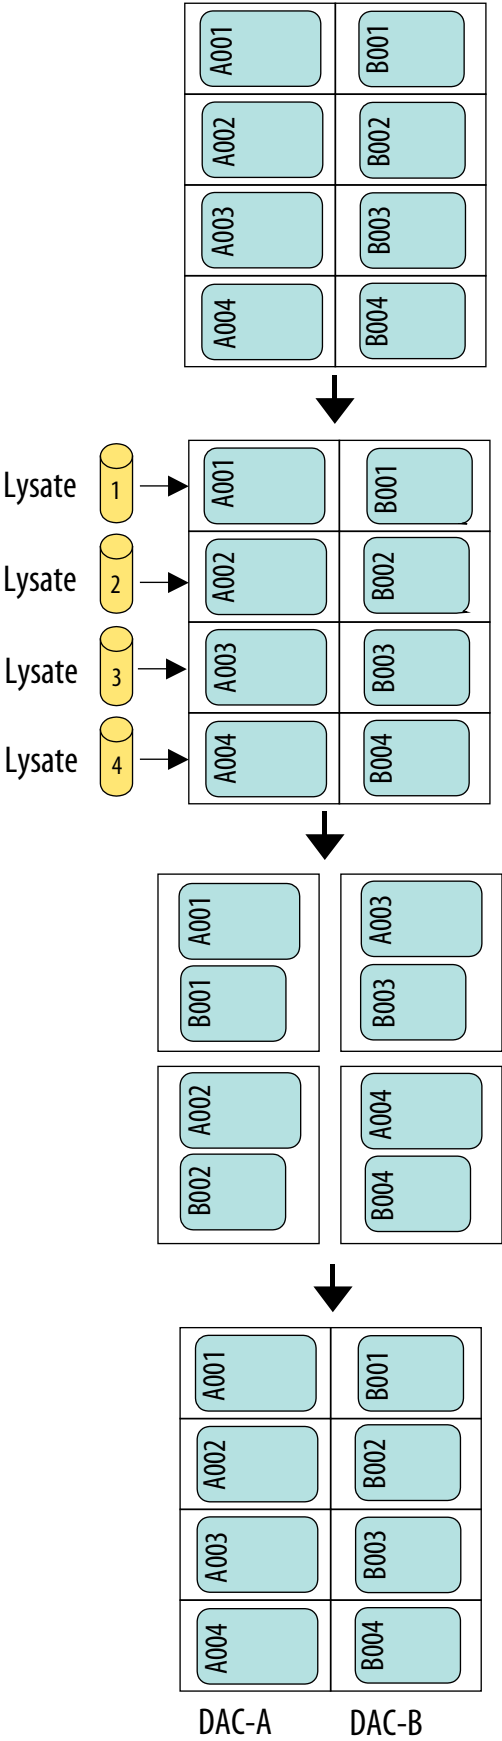 A001 B001
A002 B002
A003 B003
A004 B004
Lysate 1 A001 B001
Lysate 2 A002 B002
Lysate 3 A003 B003
Lysate 4 A004 B004
A001 A003
B001 B003
A002 A004
B002 B004
A001 B001
A002 B002
A003 B003
A004 B004
DAC-A DAC-B